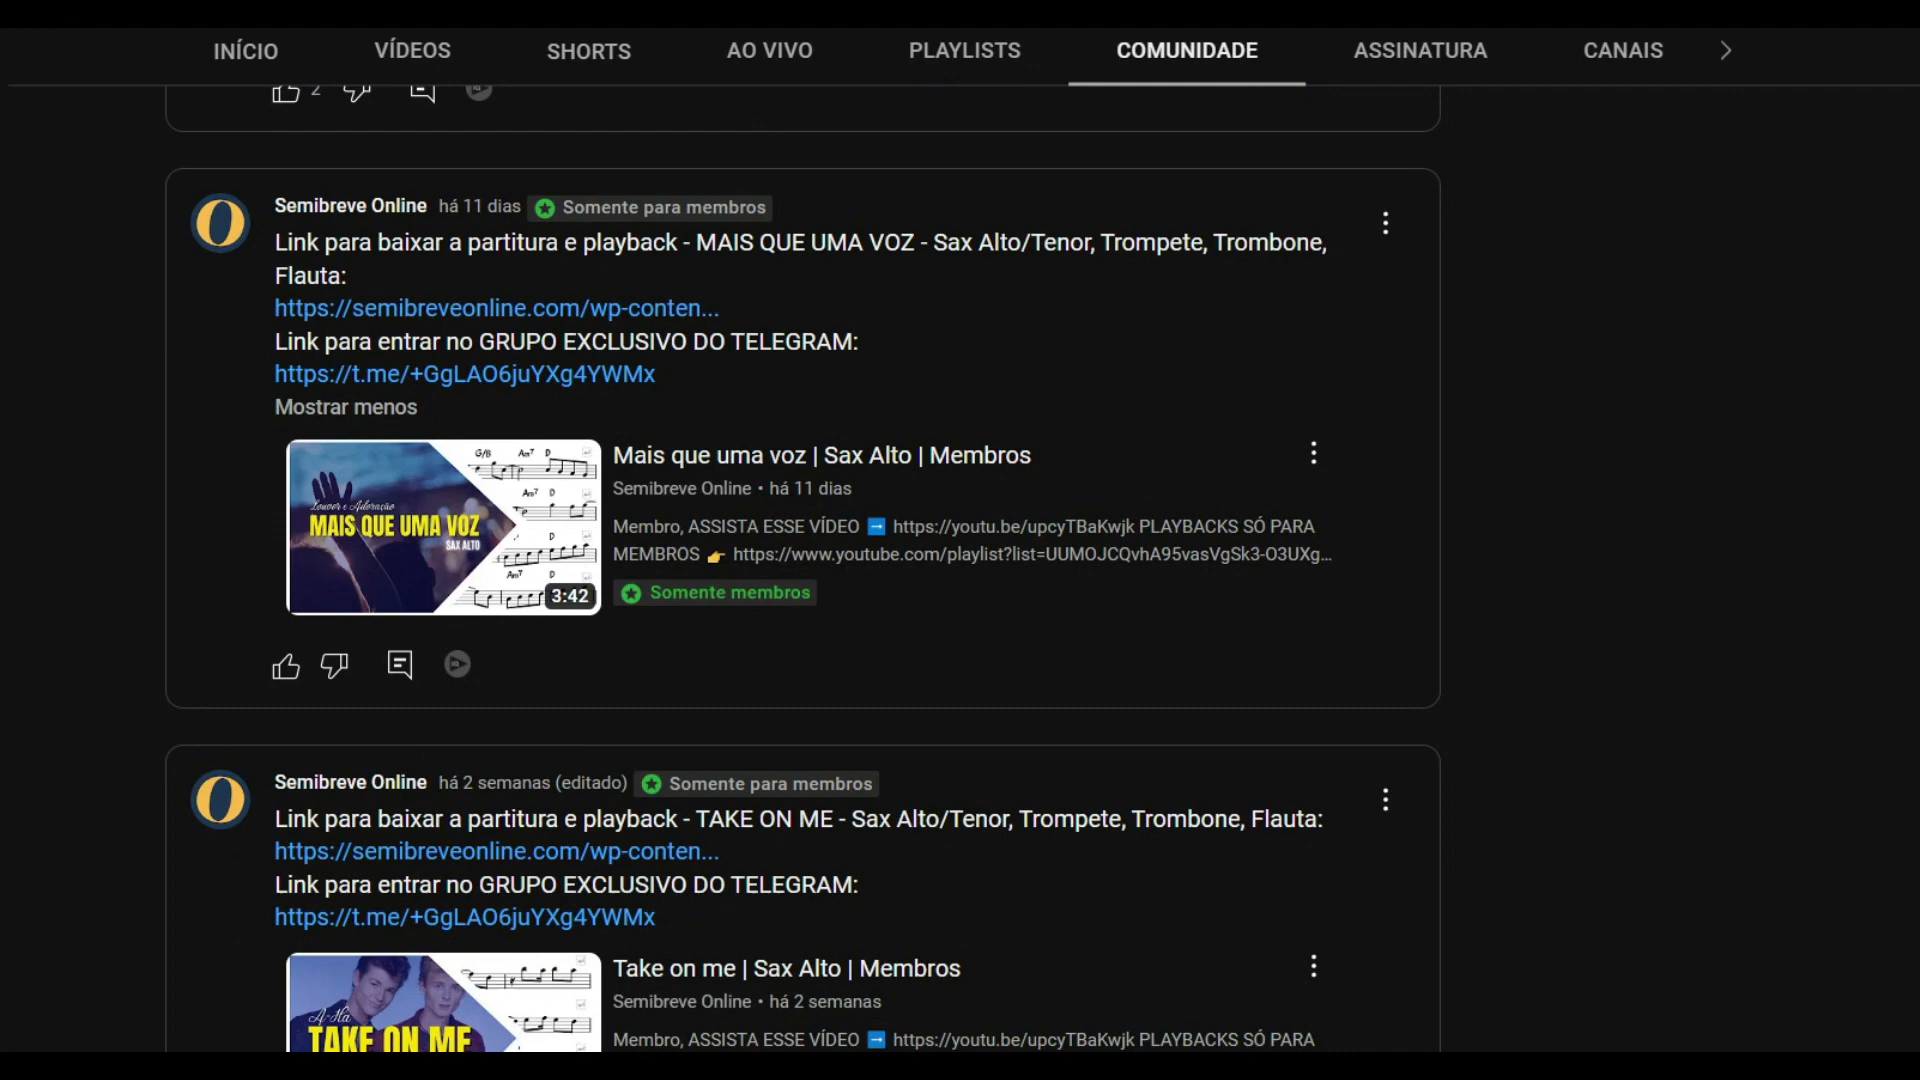 INÍCIO
VÍDEOS
SHORTS
AO VIVO
PLAYLISTS
COMUNIDADE
ASSINATURA
CANAIS
2
Semibreve Online há 11 dias Somente para membros
Link para baixar a partitura e playback - MAIS QUE UMA VOZ - Sax Alto/Tenor, Trompete, Trombone,
Flauta:
https://semibreveonline.com/wp-conten...
Link para entrar no GRUPO EXCLUSIVO DO TELEGRAM:
https://t.me/+GgLAO6juYXg4YWMx
Mostrar menos
G/B Am7 D
Am7 D
D
Am7 D
Louvor e Adoração
MAIS QUE UMA VOZ
SAX ALTO
3:42
Mais que uma voz | Sax Alto | Membros
Semibreve Online • há 11 dias
Membro, ASSISTA ESSE VÍDEO ➡ https://youtu.be/upcyTBaKwjk PLAYBACKS SÓ PARA
MEMBROS 👉 https://www.youtube.com/playlist?list=UUMOJCQvhA95vasVgSk3-O3UXg...
Somente membros
Semibreve Online há 2 semanas (editado) Somente para membros
Link para baixar a partitura e playback - TAKE ON ME - Sax Alto/Tenor, Trompete, Trombone, Flauta:
https://semibreveonline.com/wp-conten...
Link para entrar no GRUPO EXCLUSIVO DO TELEGRAM:
https://t.me/+GgLAO6juYXg4YWMx
A-Ha
TAKE ON ME
Take on me | Sax Alto | Membros
Semibreve Online • há 2 semanas
Membro, ASSISTA ESSE VÍDEO ➡ https://youtu.be/upcyTBaKwjk PLAYBACKS SÓ PARA